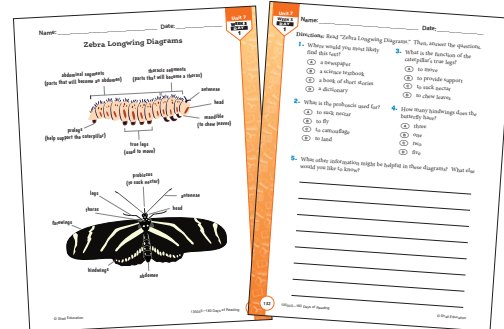 Name: Date:
Unit 7
WEEK 3
DAY
1
Zebra Longwing Diagrams
abdominal segments
(parts that will become an abdomen)
thoracic segments
(parts that will become a thorax)
antennae
head
mandible
(to chew leaves)
prolegs
(help support the caterpillar)
true legs
(used to move)
proboscis
(to suck nectar)
legs
antennae
thorax
head
forewings
hindwings
abdomen
© Shell Education
Days of Reading
Unit 7
WEEK 3
DAY
1
Name: Date:
Directions: Read "Zebra Longwing Diagrams." Then, answer the questions.
1. Where would you most likely
find this text?
A a newspaper
B a science textbook
C a book of short stories
D a dictionary
2. What is the proboscis used for?
A to suck nectar
B to fly
C to camouflage
D to land
3. What is the function of the
caterpillar's true legs?
A to move
B to provide support
C to suck nectar
D to chew leaves
4. How many hindwings does the
butterfly have?
A three
B one
C two
D five
5. What other information might be helpful in these diagrams? What else
would you like to know?
132
Days of Reading
© Shell Education